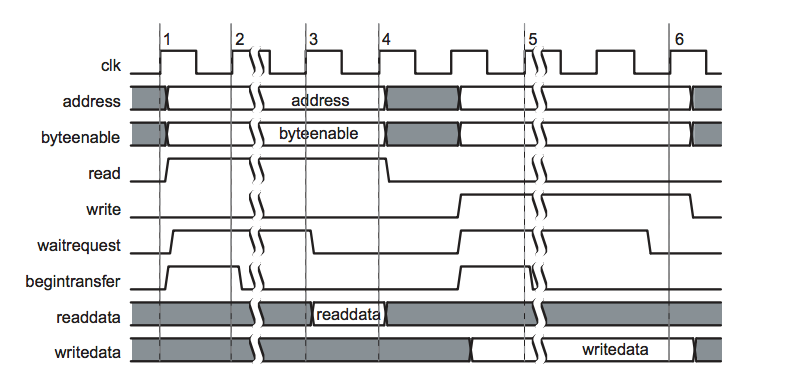 1 2 3 4 5 6
clk
address address
byteenable byteenable
read
write
waitrequest
begintransfer
readdata readdata
writedata writedata